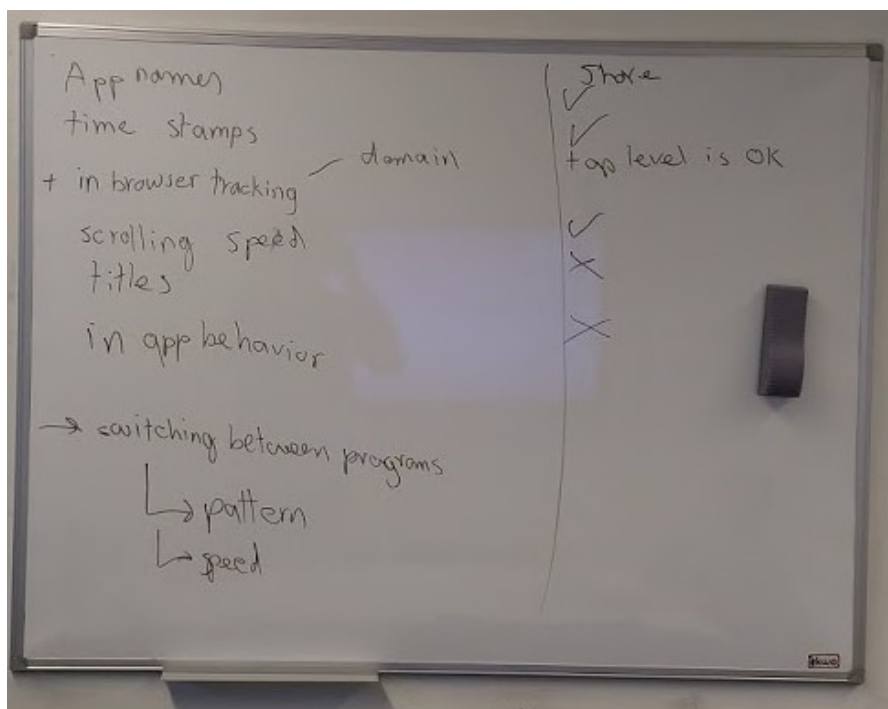 App names
time stamps
+ in browser tracking - domain
scrolling speed
titles
in app behavior
→ switching between programs
↳ pattern
↳ speed
Share
✓
✓
top level is OK
✓
X
X